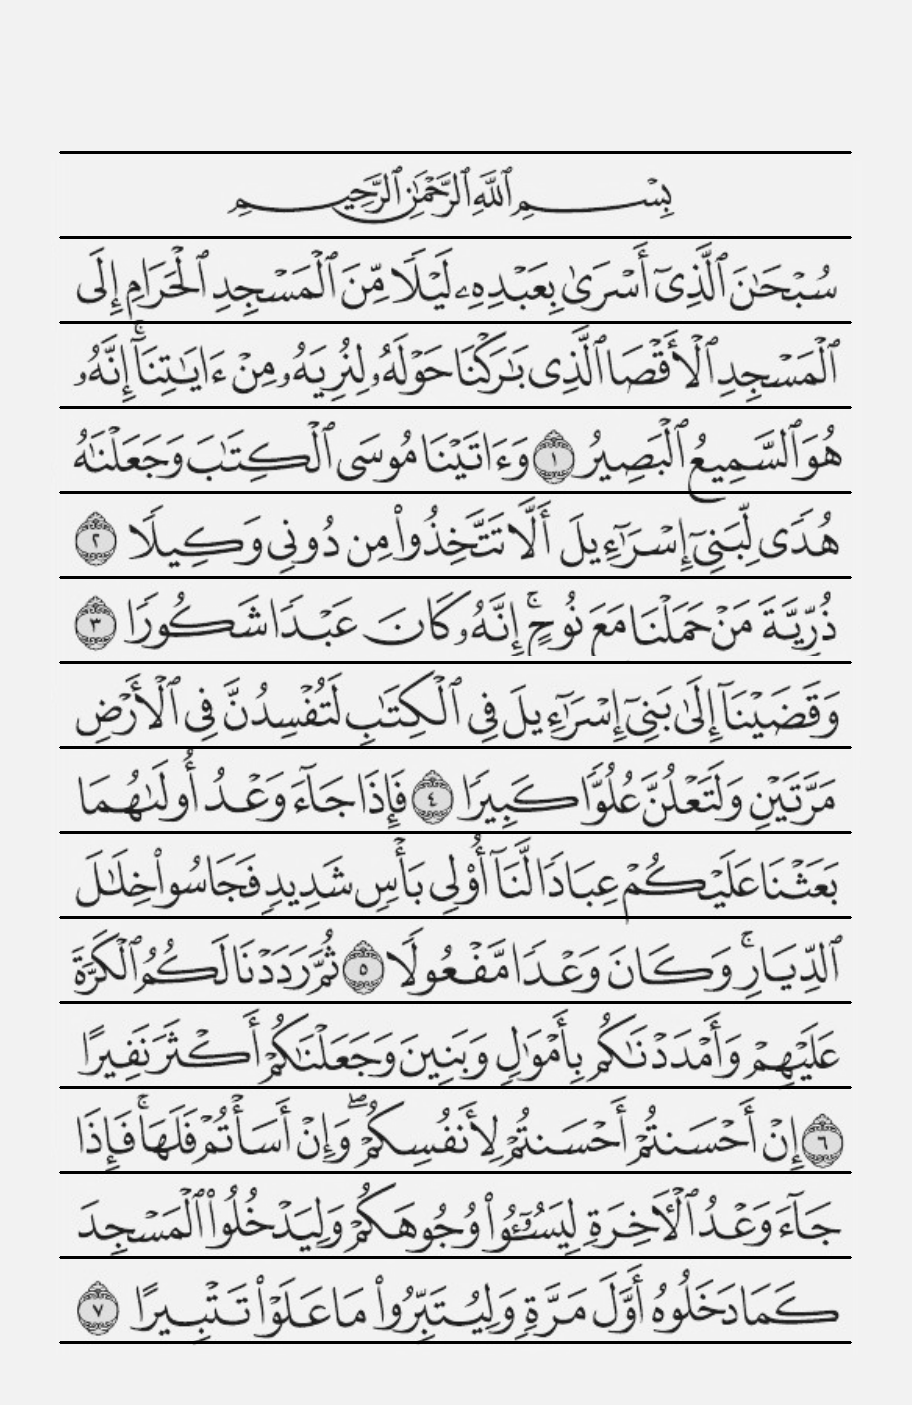 بِسْمِ ٱللَّهِ ٱلرَّحْمَٰنِ ٱلرَّحِيمِ
سُبْحَٰنَ ٱلَّذِىٓ أَسْرَىٰ بِعَبْدِهِۦ لَيْلًا مِّنَ ٱلْمَسْجِدِ ٱلْحَرَامِ إِلَى
ٱلْمَسْجِدِ ٱلْأَقْصَا ٱلَّذِى بَٰرَكْنَا حَوْلَهُۥ لِنُرِيَهُۥ مِنْ ءَايَٰتِنَآ ۚ إِنَّهُۥ
هُوَ ٱلسَّمِيعُ ٱلْبَصِيرُ ١ وَءَاتَيْنَا مُوسَى ٱلْكِتَٰبَ وَجَعَلْنَٰهُ
هُدًى لِّبَنِىٓ إِسْرَٰٓءِيلَ أَلَّا تَتَّخِذُوا۟ مِن دُونِى وَكِيلًا ٢
ذُرِّيَّةَ مَنْ حَمَلْنَا مَعَ نُوحٍ ۚ إِنَّهُۥ كَانَ عَبْدًا شَكُورًا ٣
وَقَضَيْنَآ إِلَىٰ بَنِىٓ إِسْرَٰٓءِيلَ فِى ٱلْكِتَٰبِ لَتُفْسِدُنَّ فِى ٱلْأَرْضِ
مَرَّتَيْنِ وَلَتَعْلُنَّ عُلُوًّا كَبِيرًا ٤ فَإِذَا جَآءَ وَعْدُ أُولَىٰهُمَا
بَعَثْنَا عَلَيْكُمْ عِبَادًا لَّنَآ أُو۟لِى بَأْسٍ شَدِيدٍ فَجَاسُوا۟ خِلَٰلَ
ٱلدِّيَارِ ۚ وَكَانَ وَعْدًا مَّفْعُولًا ٥ ثُمَّ رَدَدْنَا لَكُمُ ٱلْكَرَّةَ
عَلَيْهِمْ وَأَمْدَدْنَٰكُم بِأَمْوَٰلٍ وَبَنِينَ وَجَعَلْنَٰكُمْ أَكْثَرَ نَفِيرًا
٦ إِنْ أَحْسَنتُمْ أَحْسَنتُمْ لِأَنفُسِكُمْ ۖ وَإِنْ أَسَأْتُمْ فَلَهَا ۚ فَإِذَا
جَآءَ وَعْدُ ٱلْءَاخِرَةِ لِيَسُۥٓـُٔوا۟ وُجُوهَكُمْ وَلِيَدْخُلُوا۟ ٱلْمَسْجِدَ
كَمَا دَخَلُوهُ أَوَّلَ مَرَّةٍ وَلِيُتَبِّرُوا۟ مَا عَلَوْا۟ تَتْبِيرًا ٧